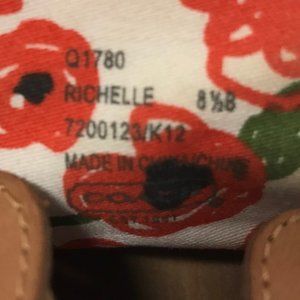 Q1780
RICHELLE 8½B
7200123/K12
MADE IN CHINA/CHINE